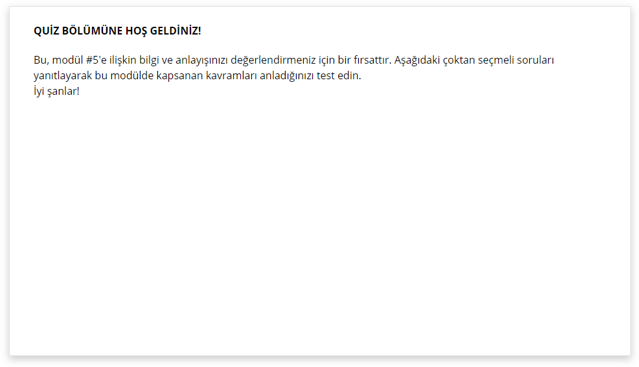 QUİZ BÖLÜMÜNE HOŞ GELDİNİZ!
Bu, modül #5'e ilişkin bilgi ve anlayışınızı değerlendirmeniz için bir fırsattır. Aşağıdaki çoktan seçmeli soruları
yanıtlayarak bu modülde kapsanan kavramları anladığınızı test edin.
İyi şanlar!